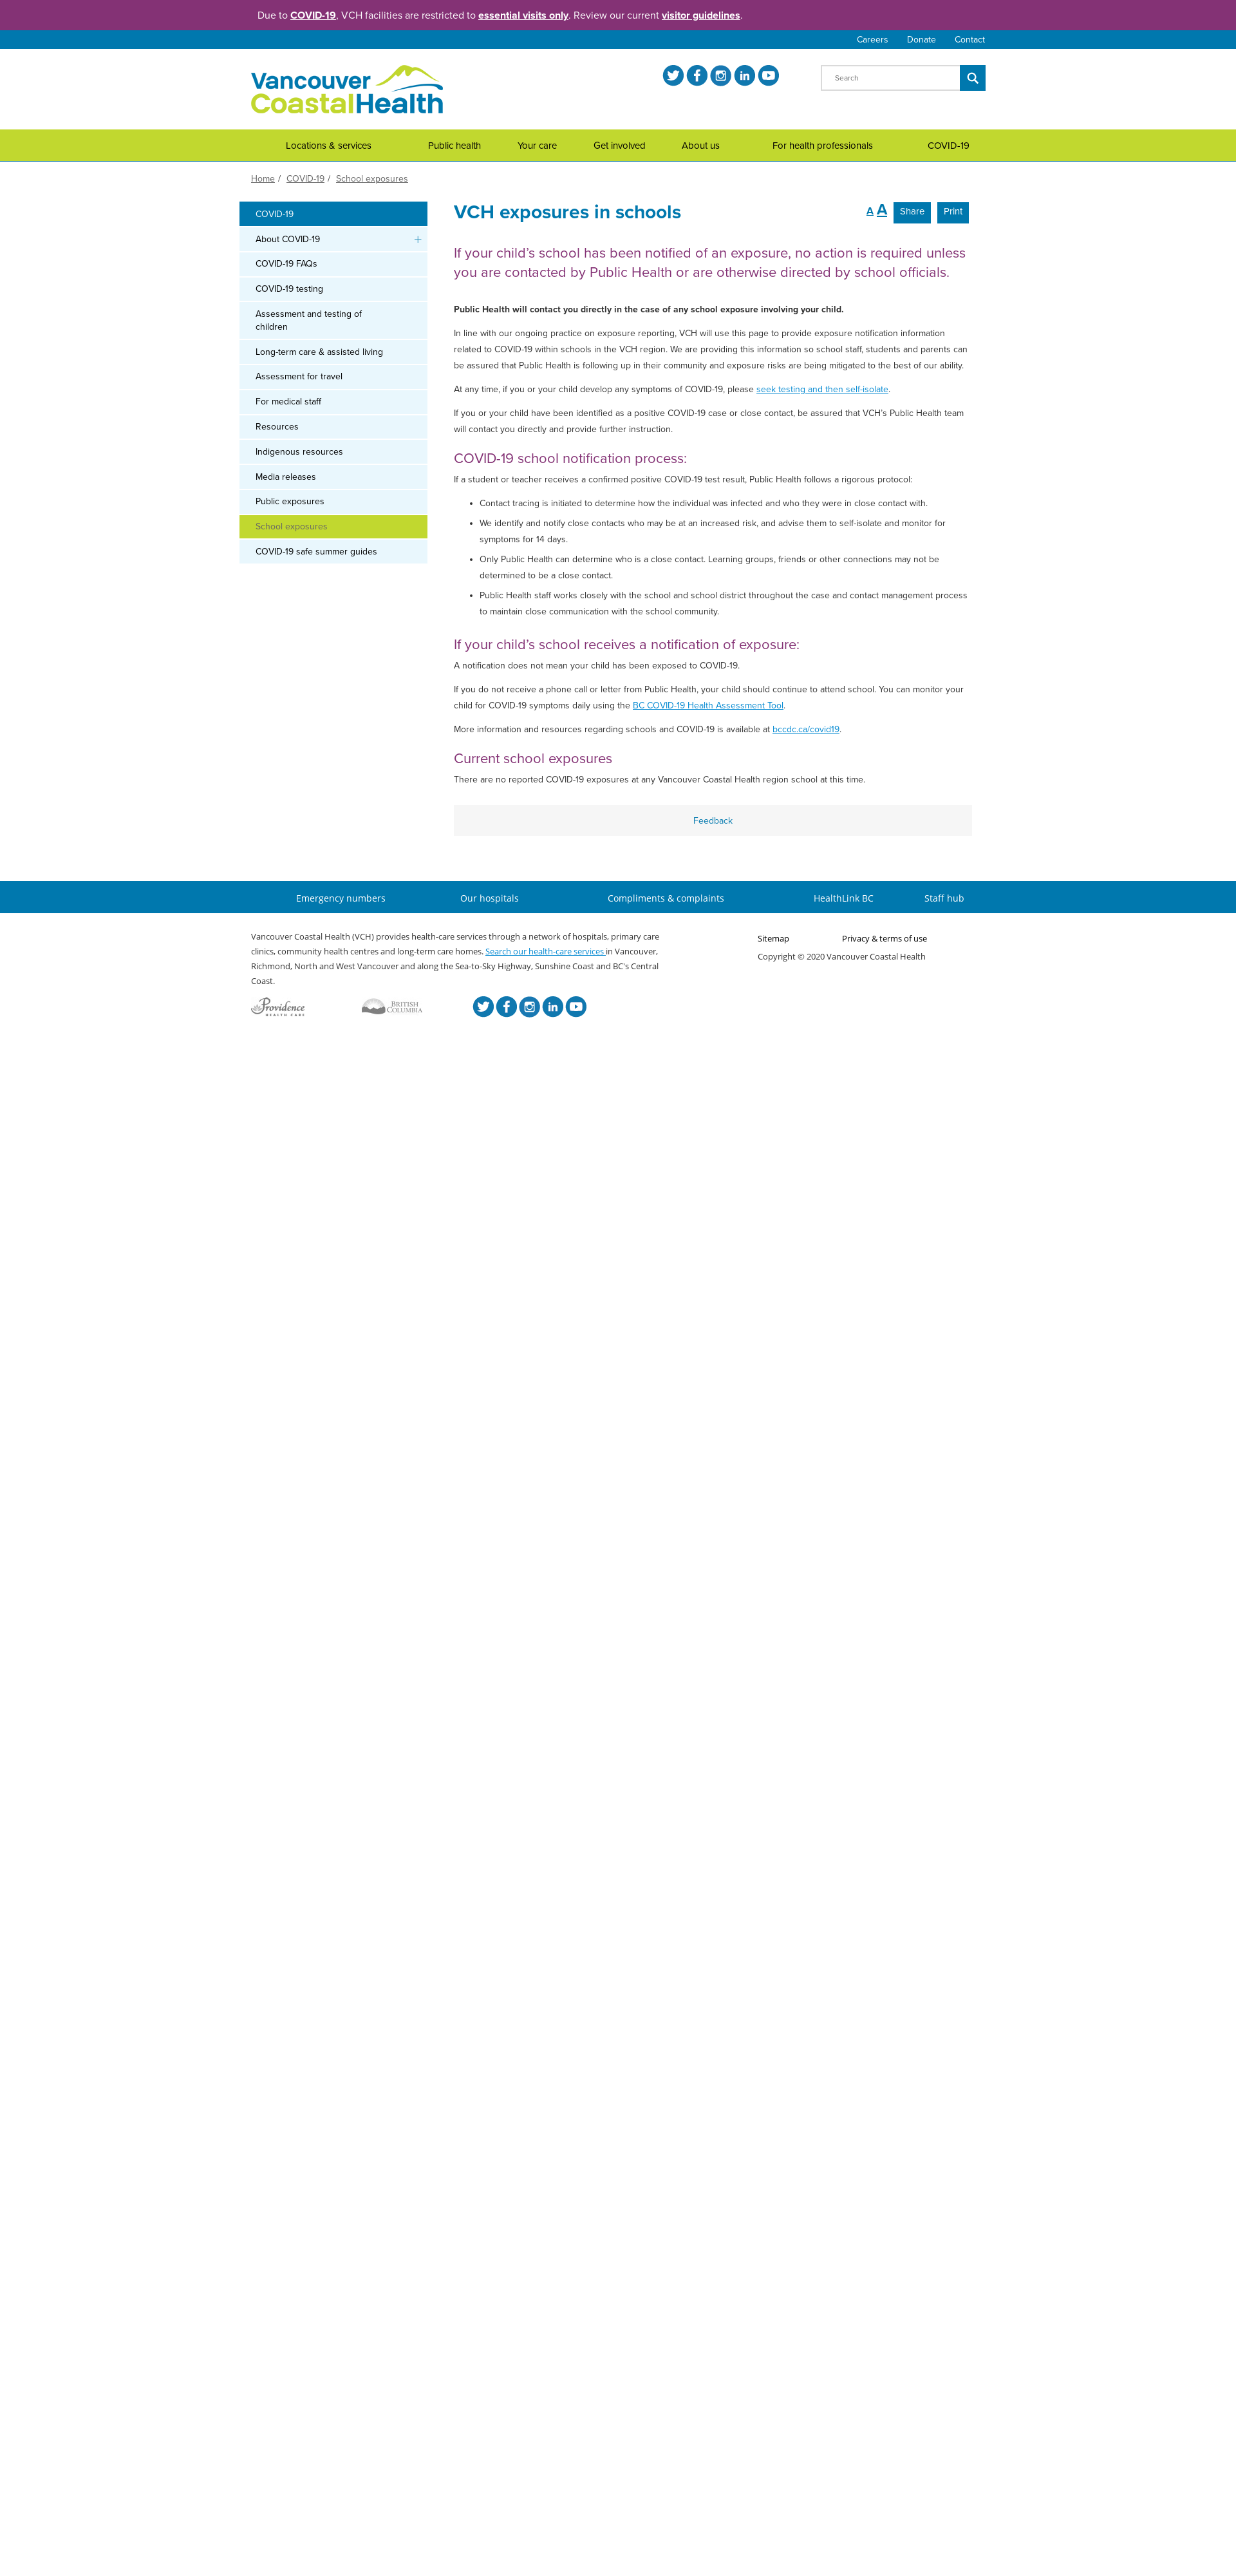 Due to COVID-19, VCH facilities are restricted to essential visits only. Review our current visitor guidelines.
Careers Donate Contact
Vancouver
CoastalHealth
Search
Locations & services Public health Your care Get involved About us For health professionals COVID-19
Home / COVID-19 / School exposures
COVID-19
About COVID-19 +
COVID-19 FAQs
COVID-19 testing
Assessment and testing of
children
Long-term care & assisted living
Assessment for travel
For medical staff
Resources
Indigenous resources
Media releases
Public exposures
School exposures
COVID-19 safe summer guides
VCH exposures in schools
A A Share Print
If your child’s school has been notified of an exposure, no action is required unless
you are contacted by Public Health or are otherwise directed by school officials.
Public Health will contact you directly in the case of any school exposure involving your child.
In line with our ongoing practice on exposure reporting, VCH will use this page to provide exposure notification information
related to COVID-19 within schools in the VCH region. We are providing this information so school staff, students and parents can
be assured that Public Health is following up in their community and exposure risks are being mitigated to the best of our ability.
At any time, if you or your child develop any symptoms of COVID-19, please seek testing and then self-isolate.
If you or your child have been identified as a positive COVID-19 case or close contact, be assured that VCH’s Public Health team
will contact you directly and provide further instruction.
COVID-19 school notification process:
If a student or teacher receives a confirmed positive COVID-19 test result, Public Health follows a rigorous protocol:
• Contact tracing is initiated to determine how the individual was infected and who they were in close contact with.
• We identify and notify close contacts who may be at an increased risk, and advise them to self-isolate and monitor for
symptoms for 14 days.
• Only Public Health can determine who is a close contact. Learning groups, friends or other connections may not be
determined to be a close contact.
• Public Health staff works closely with the school and school district throughout the case and contact management process
to maintain close communication with the school community.
If your child’s school receives a notification of exposure:
A notification does not mean your child has been exposed to COVID-19.
If you do not receive a phone call or letter from Public Health, your child should continue to attend school. You can monitor your
child for COVID-19 symptoms daily using the BC COVID-19 Health Assessment Tool.
More information and resources regarding schools and COVID-19 is available at bccdc.ca/covid19.
Current school exposures
There are no reported COVID-19 exposures at any Vancouver Coastal Health region school at this time.
Feedback
Emergency numbers Our hospitals Compliments & complaints HealthLink BC Staff hub
Vancouver Coastal Health (VCH) provides health-care services through a network of hospitals, primary care
clinics, community health centres and long-term care homes. Search our health-care services in Vancouver,
Richmond, North and West Vancouver and along the Sea-to-Sky Highway, Sunshine Coast and BC's Central
Coast.
Sitemap Privacy & terms of use
Copyright © 2020 Vancouver Coastal Health
Providence
HEALTH CARE
BRITISH
COLUMBIA